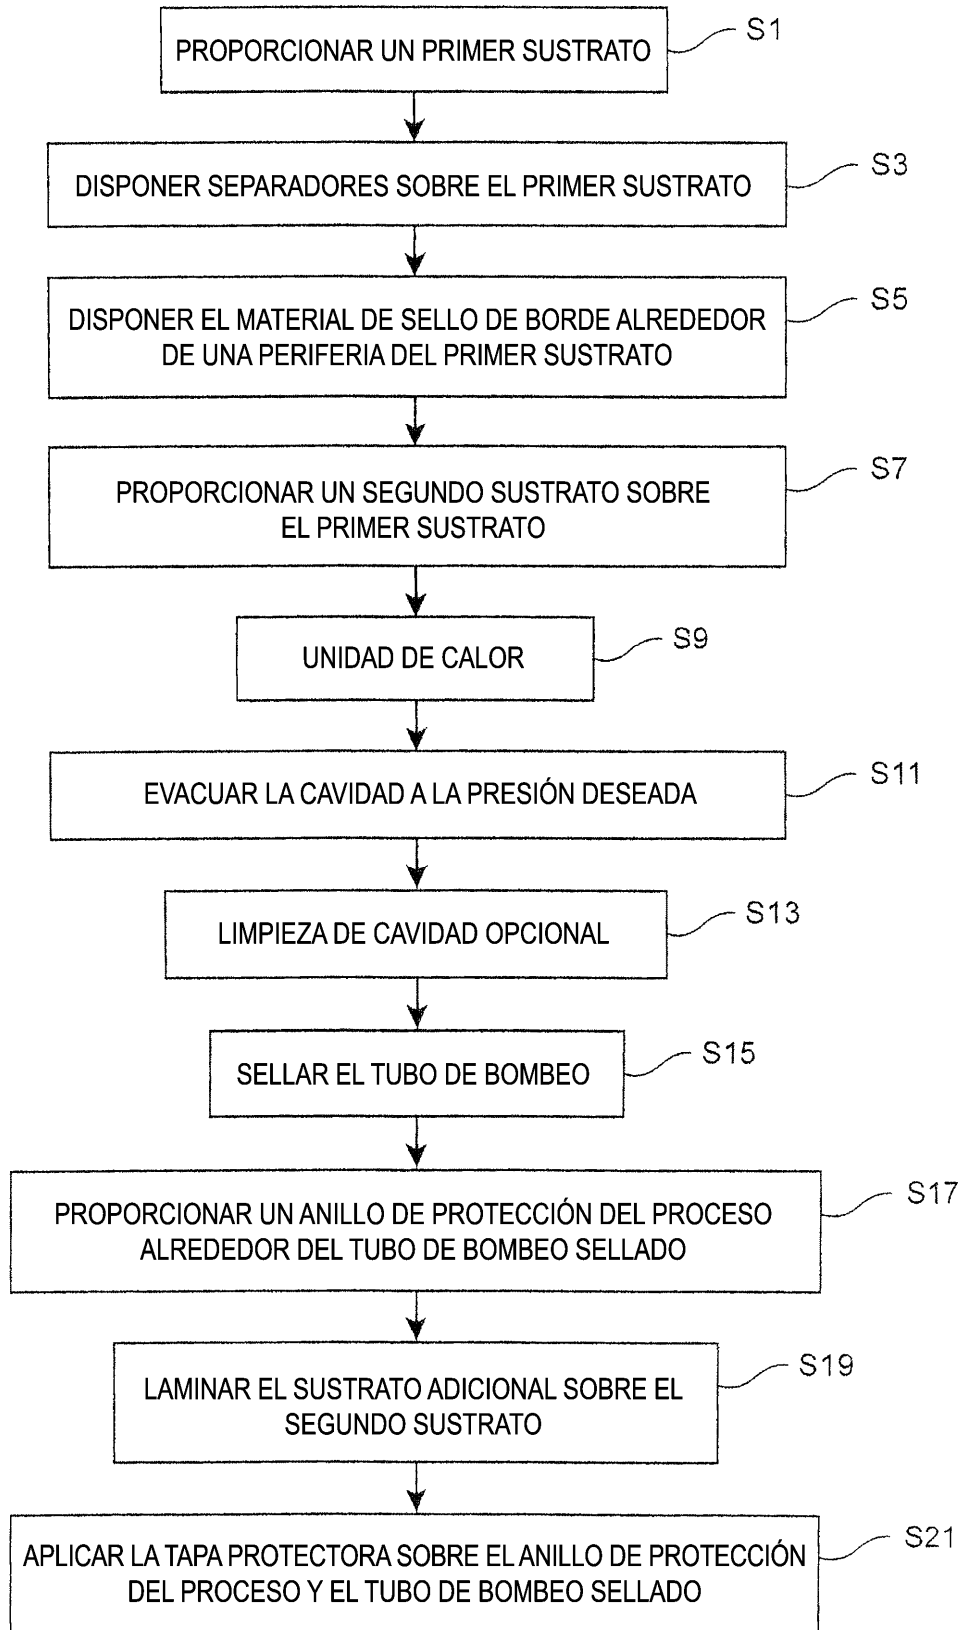 PROPORCIONAR UN PRIMER SUSTRATO
S1
DISPONER SEPARADORES SOBRE EL PRIMER SUSTRATO
S3
DISPONER EL MATERIAL DE SELLO DE BORDE ALREDEDOR
DE UNA PERIFERIA DEL PRIMER SUSTRATO
S5
PROPORCIONAR UN SEGUNDO SUSTRATO SOBRE
EL PRIMER SUSTRATO
S7
UNIDAD DE CALOR
S9
EVACUAR LA CAVIDAD A LA PRESIÓN DESEADA
S11
LIMPIEZA DE CAVIDAD OPCIONAL
S13
SELLAR EL TUBO DE BOMBEO
S15
PROPORCIONAR UN ANILLO DE PROTECCIÓN DEL PROCESO
ALREDEDOR DEL TUBO DE BOMBEO SELLADO
S17
LAMINAR EL SUSTRATO ADICIONAL SOBRE EL
SEGUNDO SUSTRATO
S19
APLICAR LA TAPA PROTECTORA SOBRE EL ANILLO DE PROTECCIÓN
DEL PROCESO Y EL TUBO DE BOMBEO SELLADO
S21